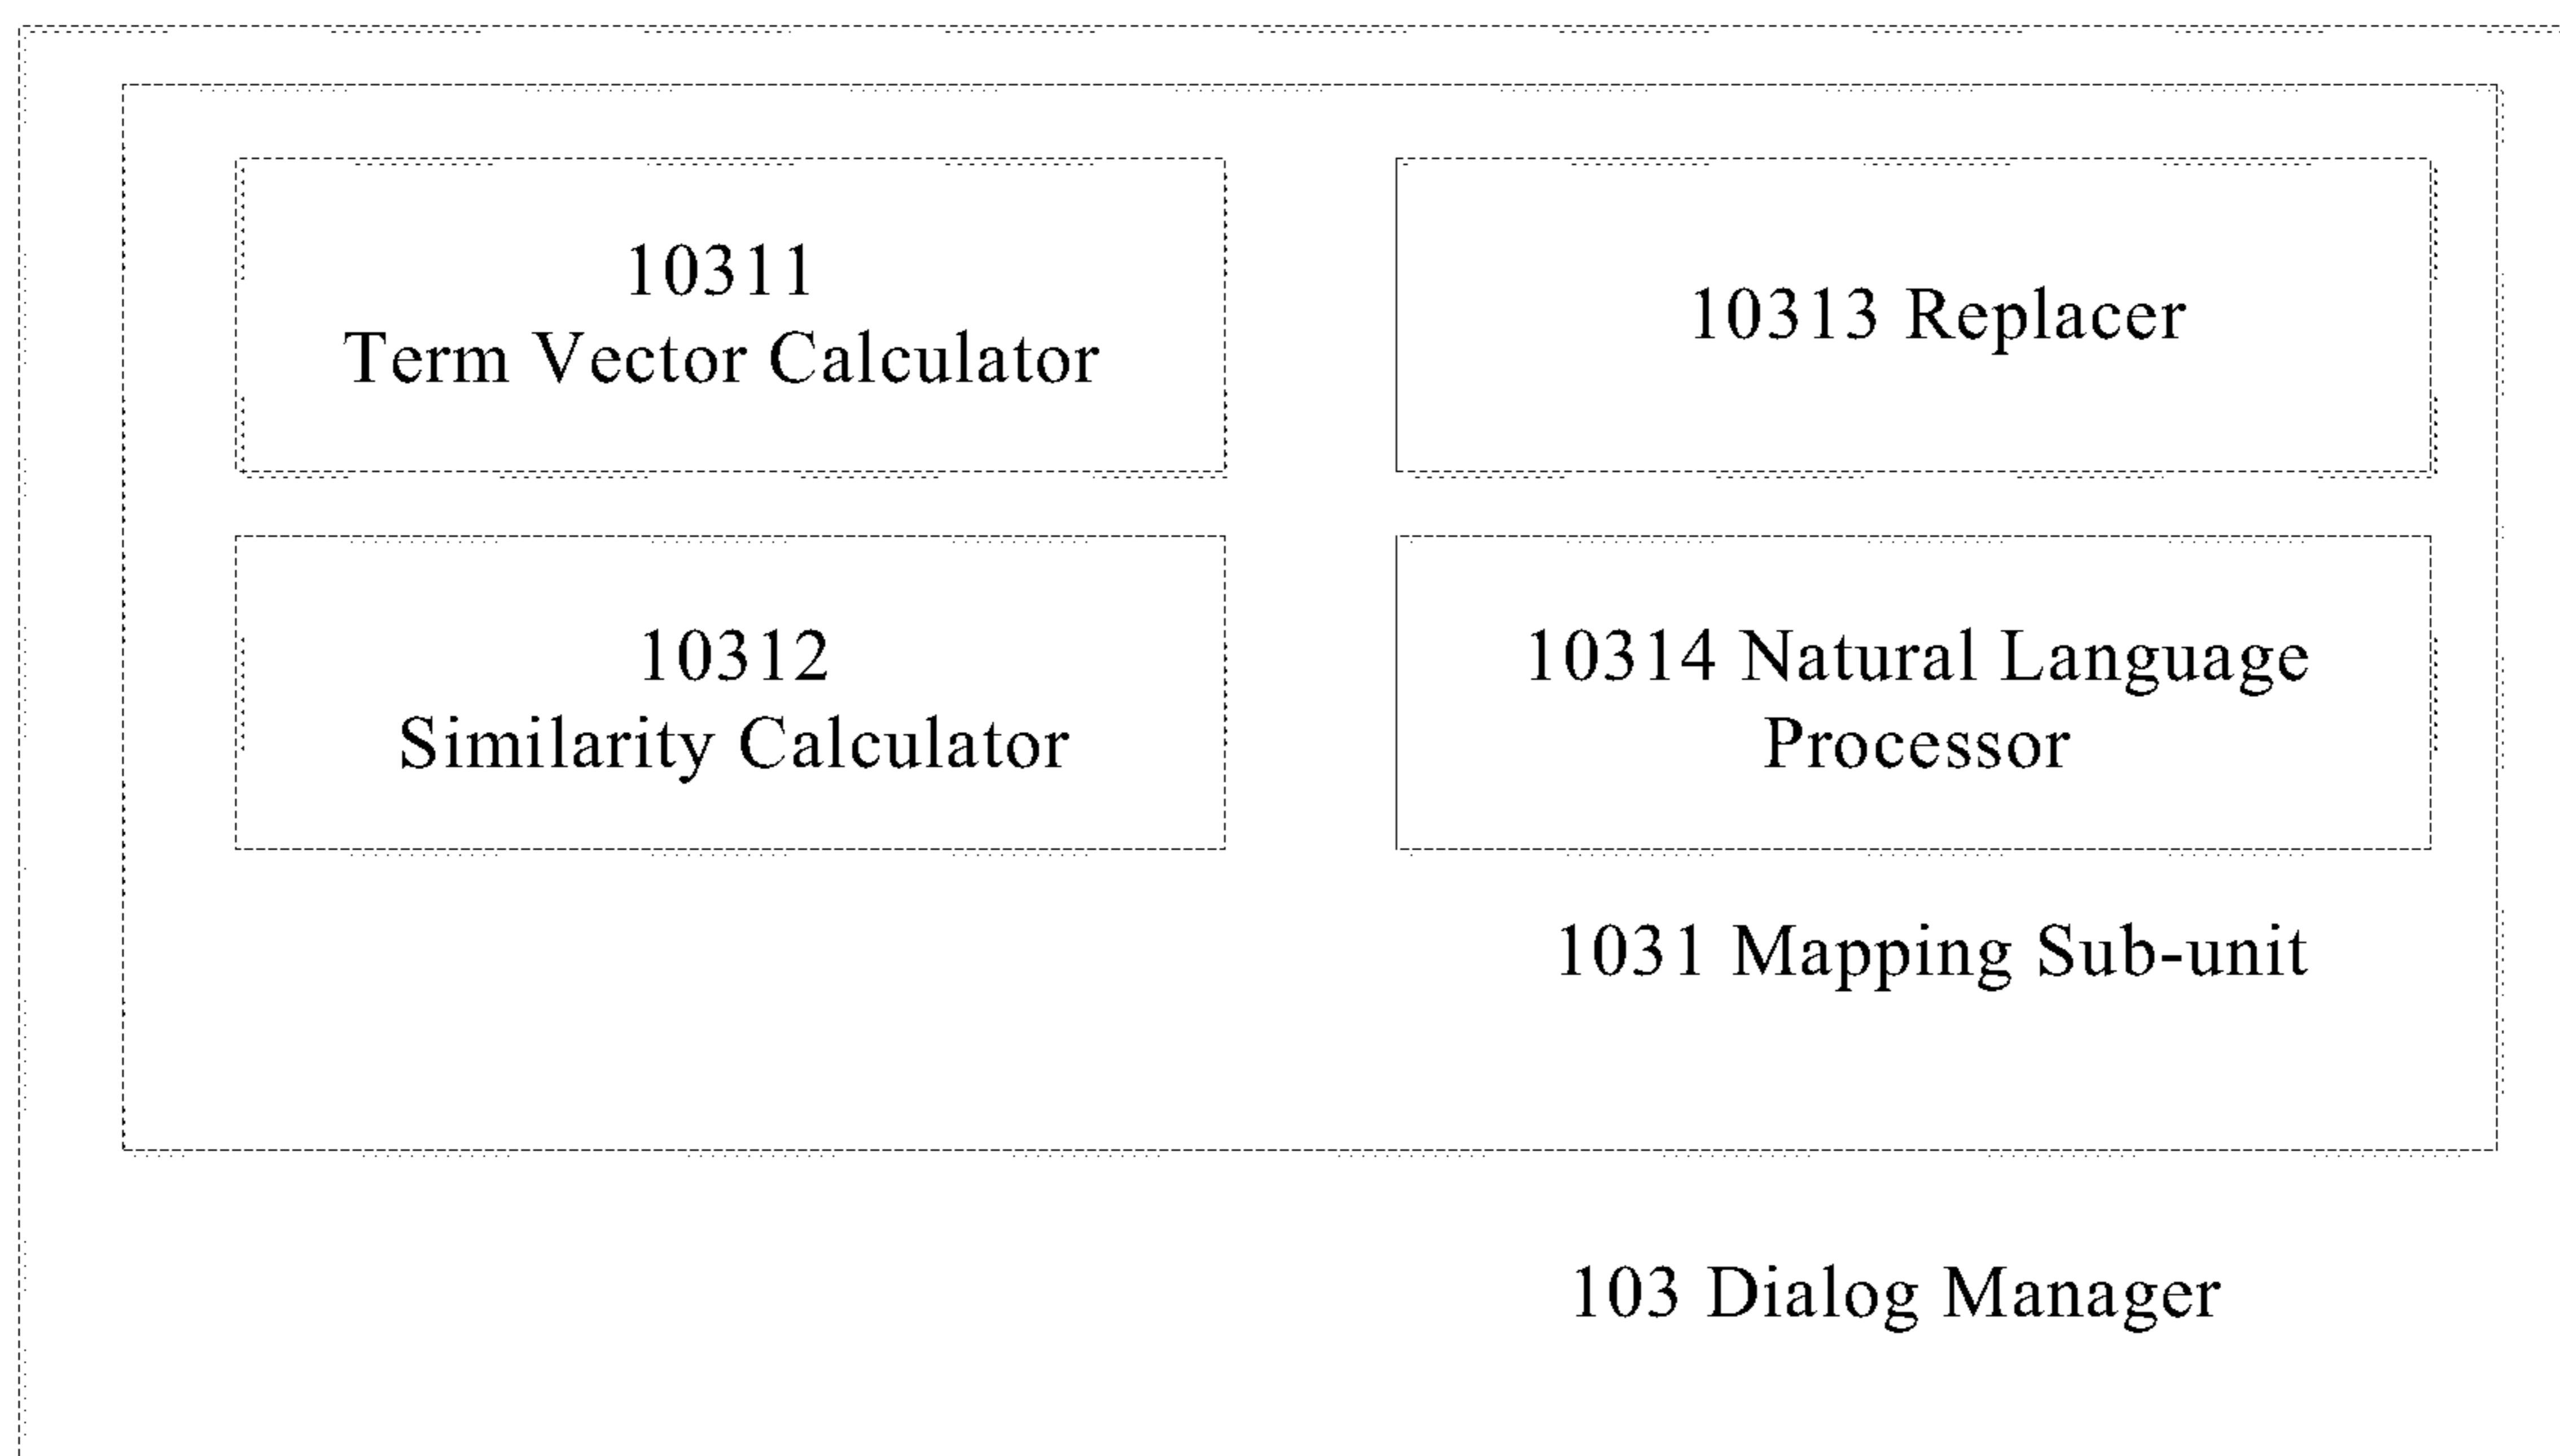 10311
Term Vector Calculator
10313 Replacer
10312
Similarity Calculator
10314 Natural Language
Processor
1031 Mapping Sub-unit
103 Dialog Manager